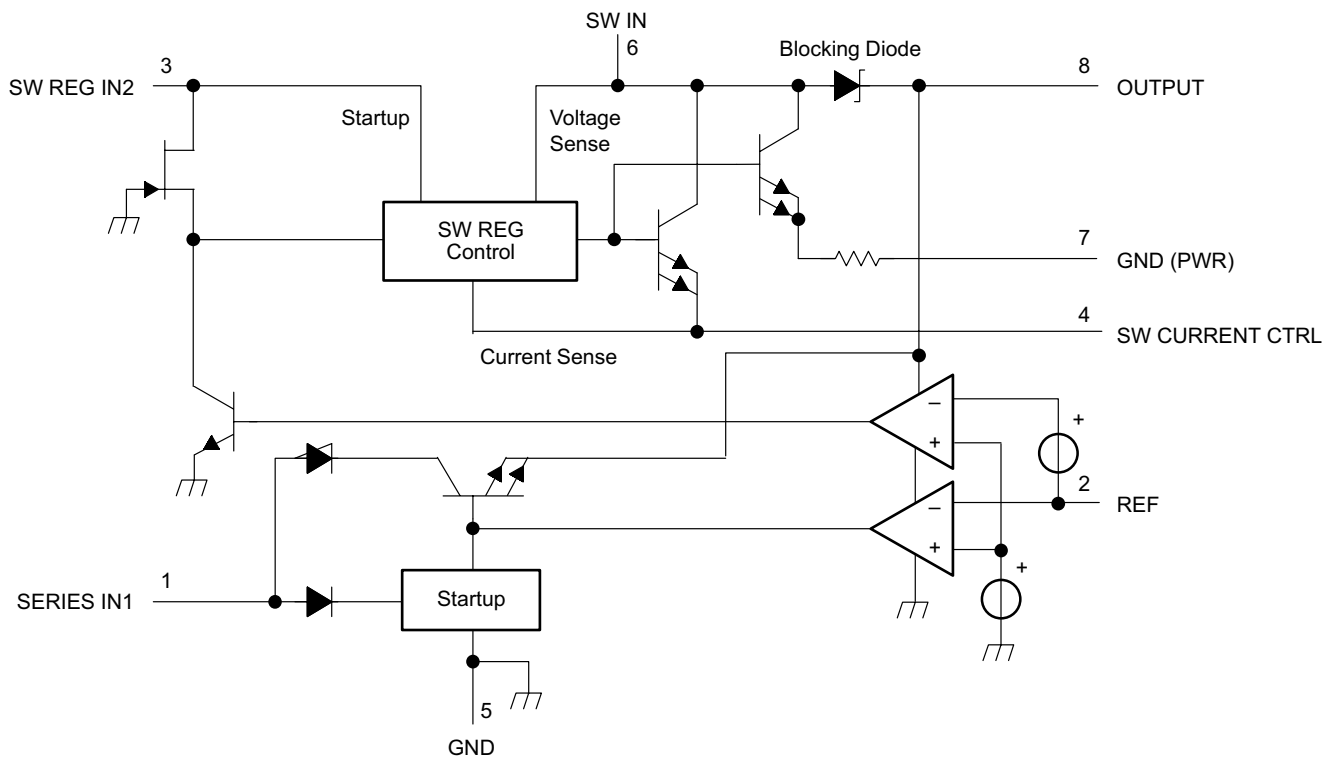 SW IN
6
Blocking Diode
3
8
SW REG IN2
OUTPUT
Startup
Voltage
Sense
SW REG
Control
7
GND (PWR)
4
SW CURRENT CTRL
Current Sense
–
+
+
2
REF
–
+
+
1
SERIES IN1
Startup
5
GND